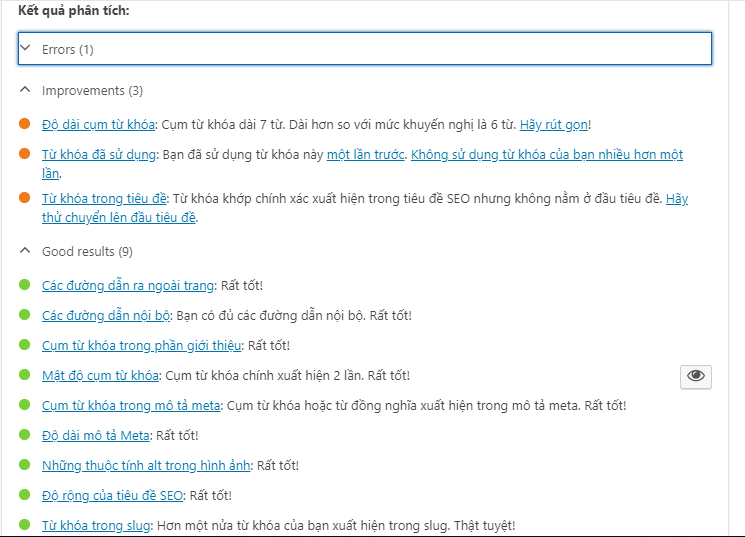 Kết quả phân tích:
Errors (1)
Improvements (3)
Độ dài cụm từ khóa: Cụm từ khóa dài 7 từ. Dài hơn so với mức khuyến nghị là 6 từ. Hãy rút gọn!
Từ khóa đã sử dụng: Bạn đã sử dụng từ khóa này một lần trước. Không sử dụng từ khóa của bạn nhiều hơn một
lần.
Từ khóa trong tiêu đề: Từ khóa khớp chính xác xuất hiện trong tiêu đề SEO nhưng không nằm ở đầu tiêu đề. Hãy
thử chuyển lên đầu tiêu đề.
Good results (9)
Các đường dẫn ra ngoài trang: Rất tốt!
Các đường dẫn nội bộ: Bạn có đủ các đường dẫn nội bộ. Rất tốt!
Cụm từ khóa trong phần giới thiệu: Rất tốt!
Mật độ cụm từ khóa: Cụm từ khóa chính xuất hiện 2 lần. Rất tốt!
Cụm từ khóa trong mô tả meta: Cụm từ khóa hoặc từ đồng nghĩa xuất hiện trong mô tả meta. Rất tốt!
Độ dài mô tả Meta: Rất tốt!
Những thuộc tính alt trong hình ảnh: Rất tốt!
Độ rộng của tiêu đề SEO: Rất tốt!
Từ khóa trong slug: Hơn một nửa từ khóa của bạn xuất hiện trong slug. Thật tuyệt!